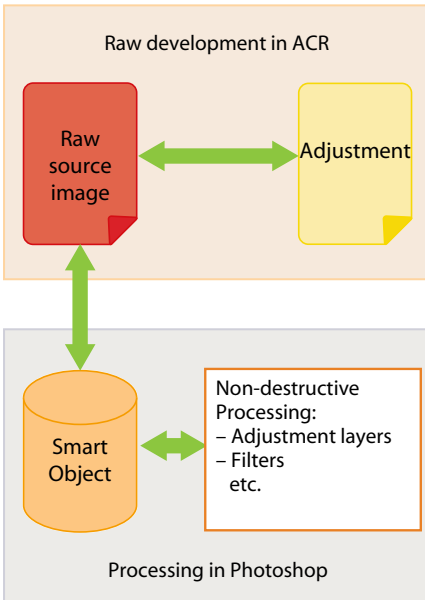 Raw development in ACR
Raw
source
image
Adjustment
Smart
Object
Non-destructive
Processing:
– Adjustment layers
– Filters
etc.
Processing in Photoshop